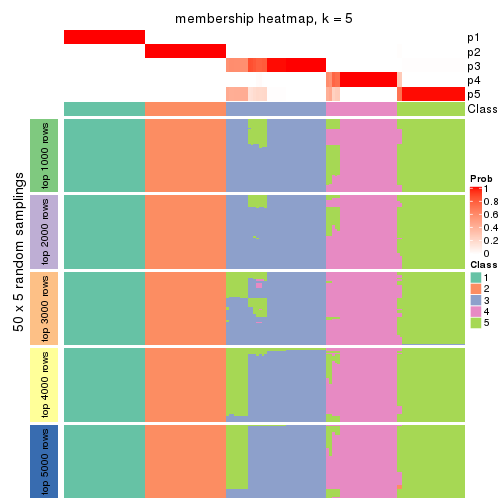 membership heatmap, k = 5
p1
p2
p3
p4
p5
Class
50 x 5 random samplings
top 1000 rows
top 2000 rows
top 3000 rows
top 4000 rows
top 5000 rows
Prob
1
0.8
0.6
0.4
0.2
0
Class
1
2
3
4
5